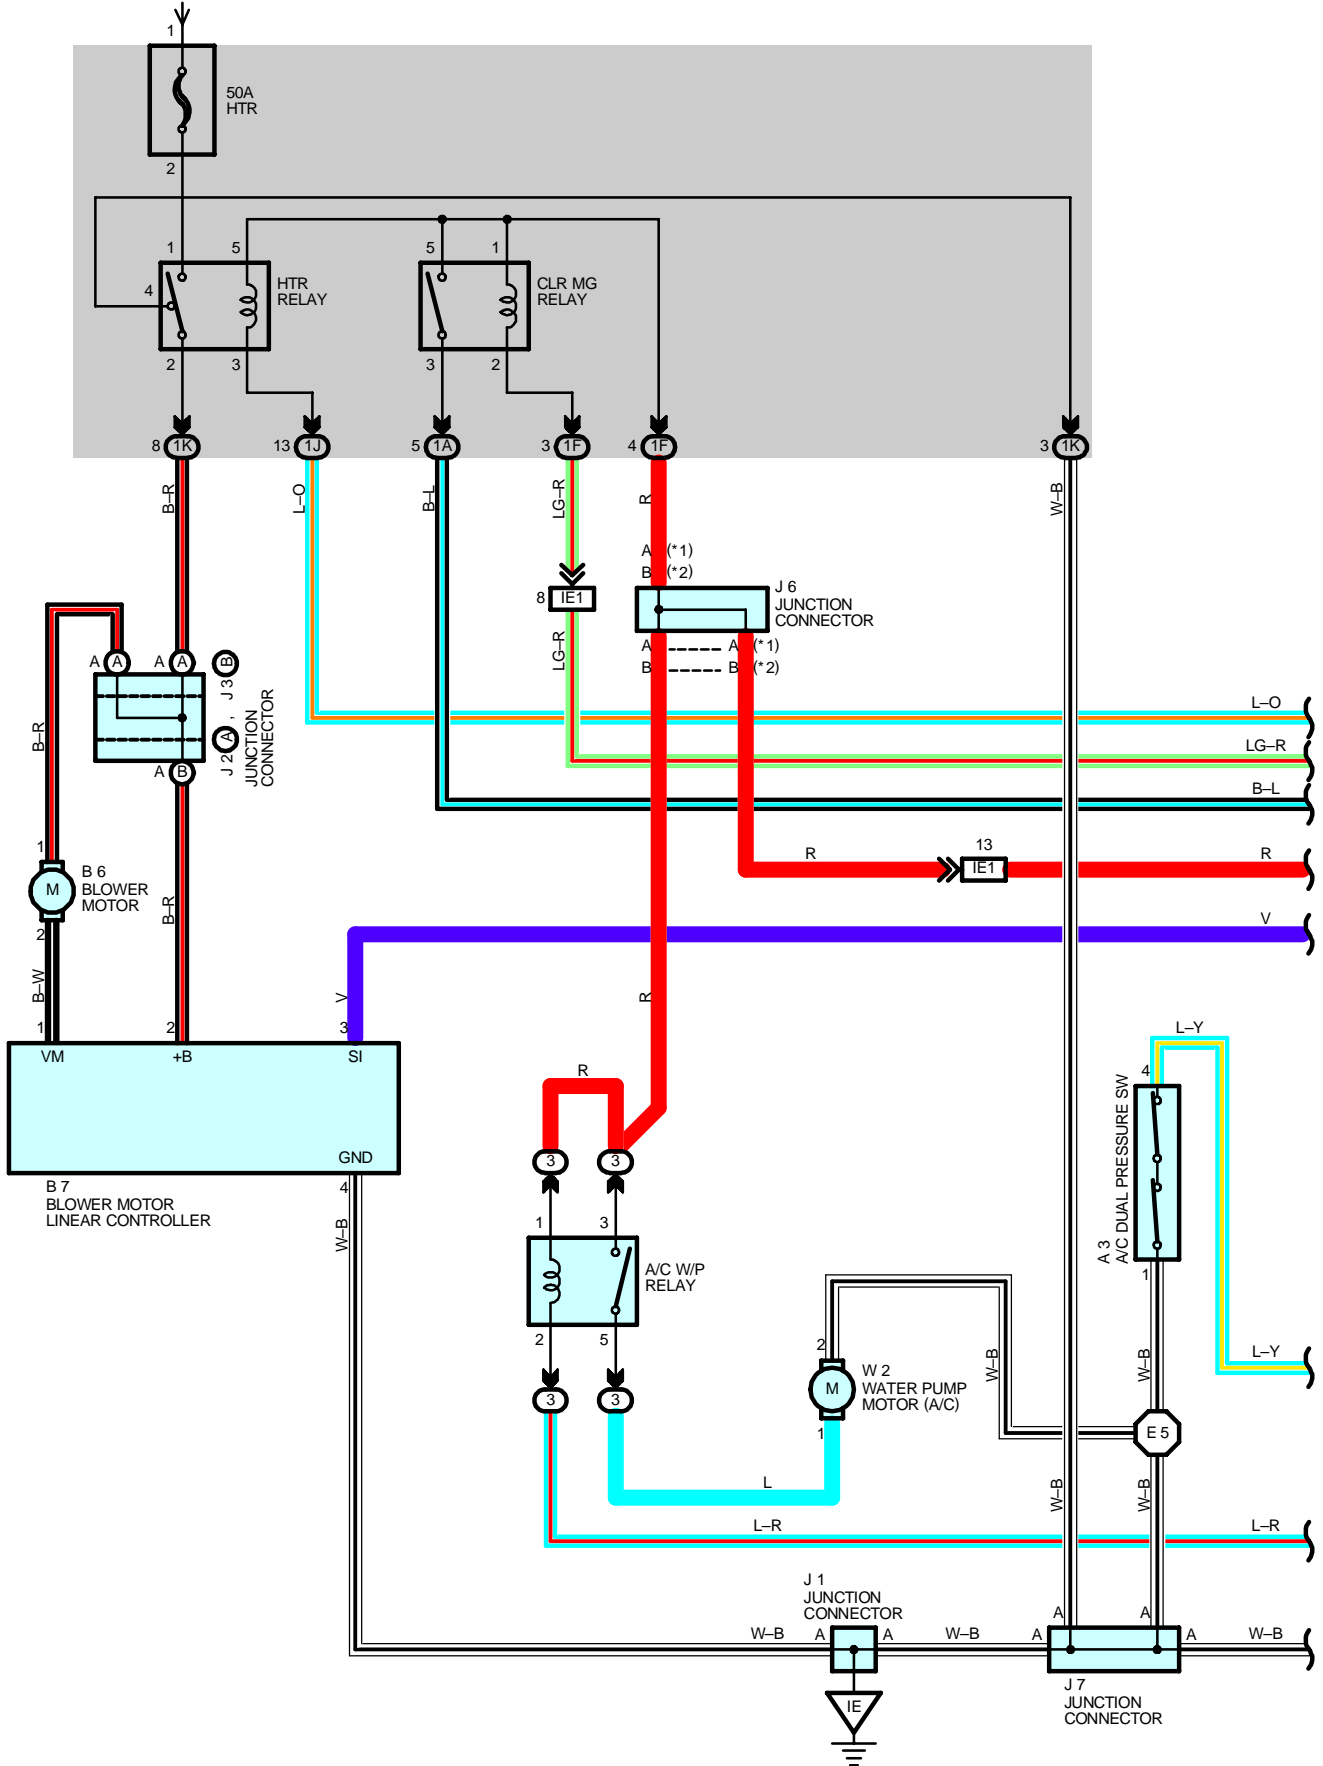 1
50A
HTR
2
1
5
5
1
HTR
RELAY
CLR MG
RELAY
4
2
3
3
2
8 1K
13 1J
5 1A
3 1F
4 1F
3 1K
B–R
L–O
B–L
LG–R
R
W–B
A (*1)
B (*2)
8 IE1
J 6
JUNCTION
CONNECTOR
LG–R
A A (*1)
B B (*2)
A A
A A
J 2 A , J 3 B
JUNCTION
CONNECTOR
A B
B–R
L–O
LG–R
B–L
R
13
IE1
R
1
M
B 6
BLOWER
MOTOR
2
B–R
V
B–W
V
R
1
2
3
VM
+B
SI
GND
B 7
BLOWER MOTOR
LINEAR CONTROLLER
4
W–B
R
3
3
1
3
A/C W/P
RELAY
2
5
3
3
L–Y
4
A 3
A/C DUAL PRESSURE SW
1
2
M
W 2
WATER PUMP
MOTOR (A/C)
1
W–B
W–B
L–Y
E 5
L
W–B
W–B
L–R
L–R
J 1
JUNCTION
CONNECTOR
W–B A A W–B A
A
A
A W–B
IE
J 7
JUNCTION
CONNECTOR